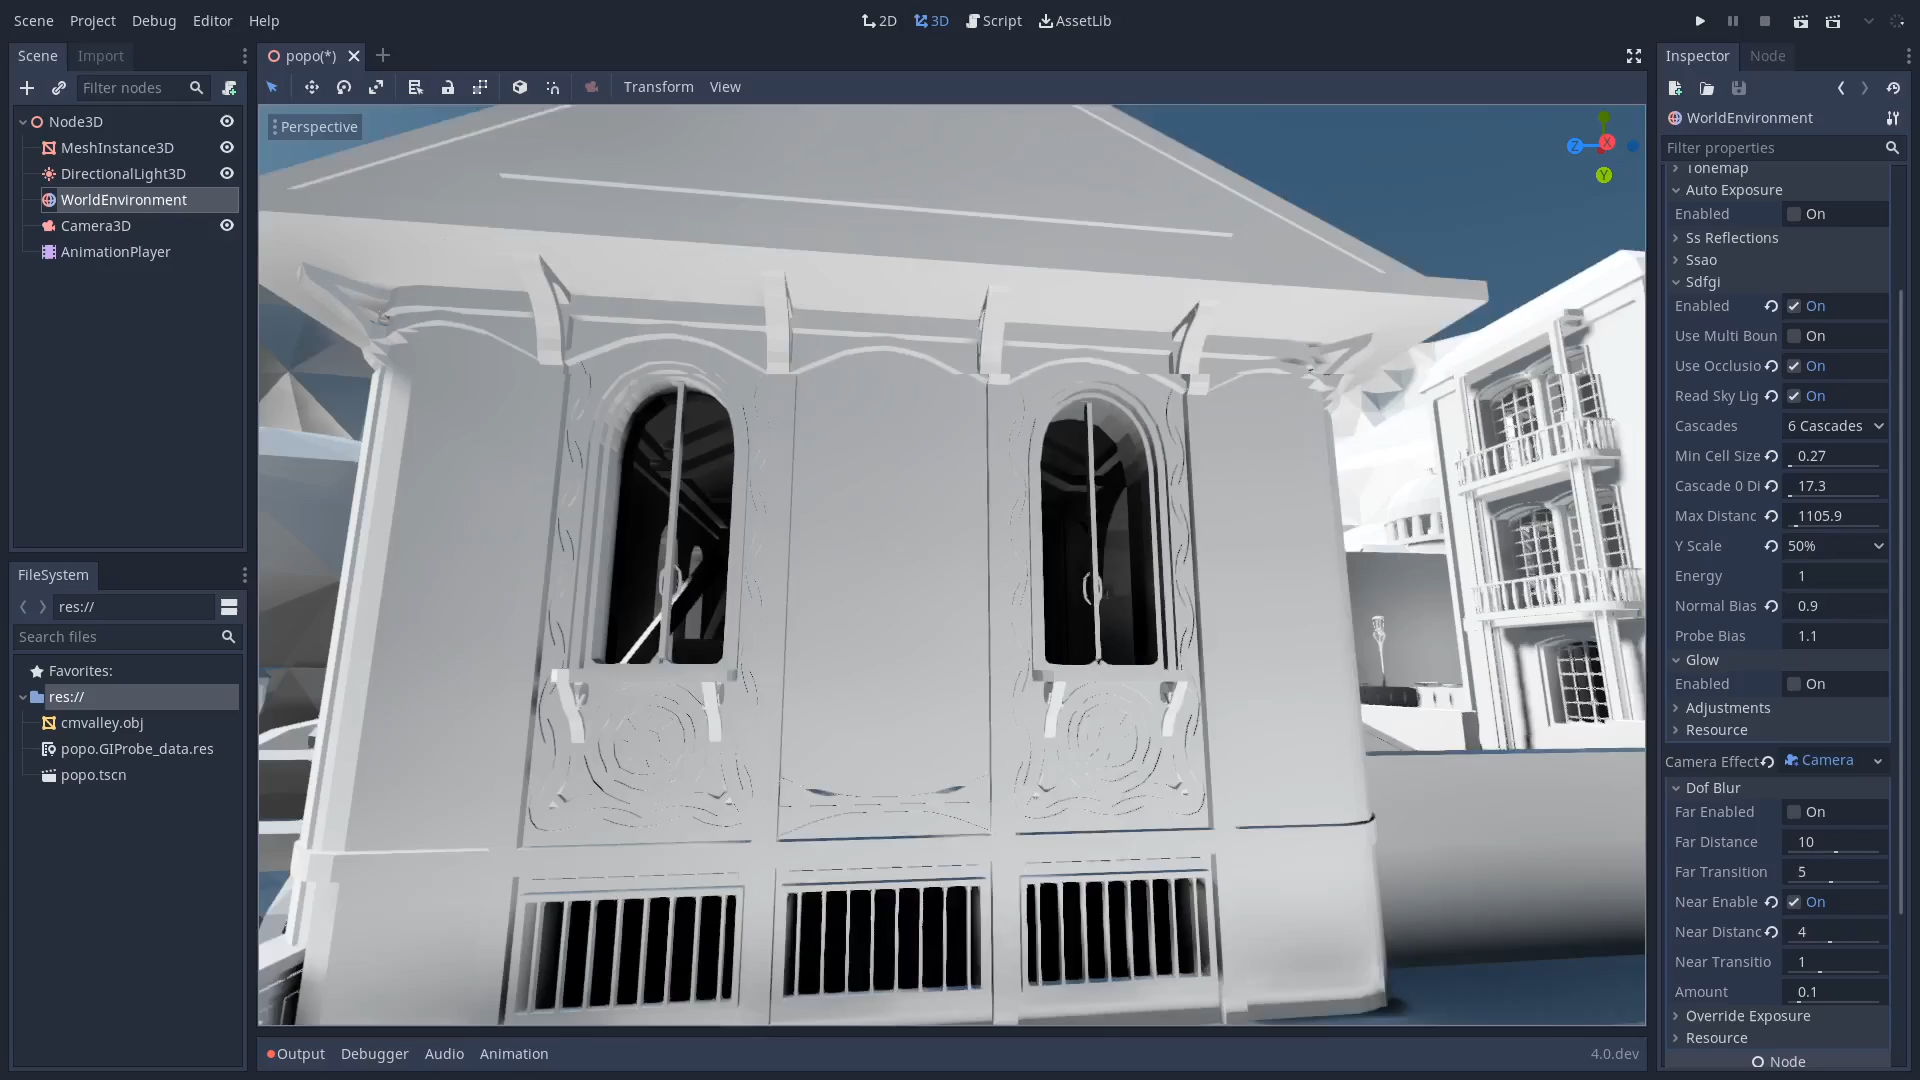 Scene Project Debug Editor Help
2D 3D Script AssetLib
Scene Import
Filter nodes
Node3D
MeshInstance3D
DirectionalLight3D
WorldEnvironment
Camera3D
AnimationPlayer
FileSystem
res://
Search files
Favorites:
res://
cmvalley.obj
popo.GIProbe_data.res
popo.tscn
popo(*)
Transform View
Perspective
X
Y
Z
Output Debugger Audio Animation 4.0.dev
Inspector Node
WorldEnvironment
Filter properties
Tonemap
Auto Exposure
Enabled On
Ss Reflections
Ssao
Sdfgi
Enabled On
Use Multi Boun On
Use Occlusio On
Read Sky Lig On
Cascades 6 Cascades
Min Cell Size 0.27
Cascade 0 Di 17.3
Max Distanc 1105.9
Y Scale 50%
Energy 1
Normal Bias 0.9
Probe Bias 1.1
Glow
Enabled On
Adjustments
Resource
Camera Effect Camera
Dof Blur
Far Enabled On
Far Distance 10
Far Transition 5
Near Enable On
Near Distanc 4
Near Transitio 1
Amount 0.1
Override Exposure
Resource
Node